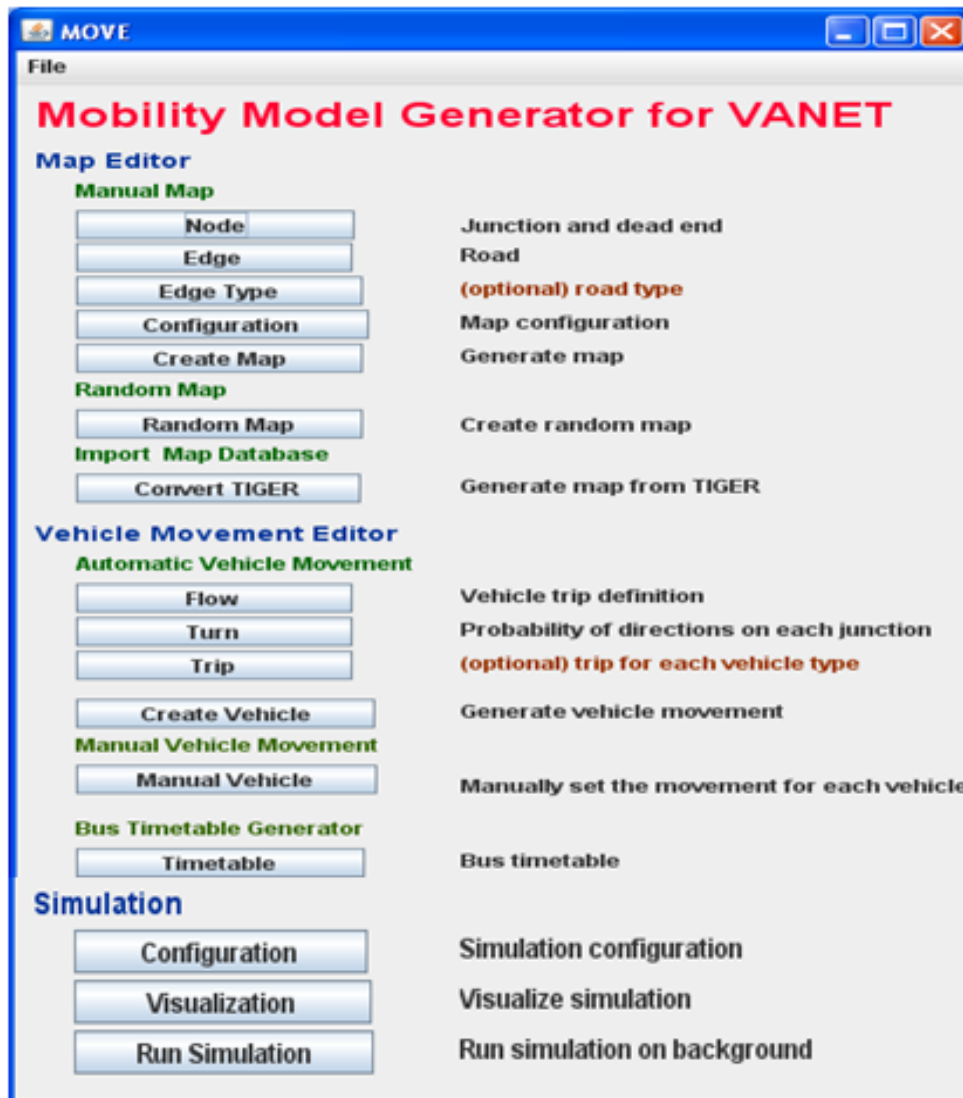 MOVE
File
Mobility Model Generator for VANET
Map Editor
Manual Map
Node Junction and dead end
Edge Road
Edge Type (optional) road type
Configuration Map configuration
Create Map Generate map
Random Map
Random Map Create random map
Import Map Database
Convert TIGER Generate map from TIGER
Vehicle Movement Editor
Automatic Vehicle Movement
Flow Vehicle trip definition
Turn Probability of directions on each junction
Trip (optional) trip for each vehicle type
Create Vehicle Generate vehicle movement
Manual Vehicle Movement
Manual Vehicle Manually set the movement for each vehicle
Bus Timetable Generator
Timetable Bus timetable
Simulation
Configuration Simulation configuration
Visualization Visualize simulation
Run Simulation Run simulation on background